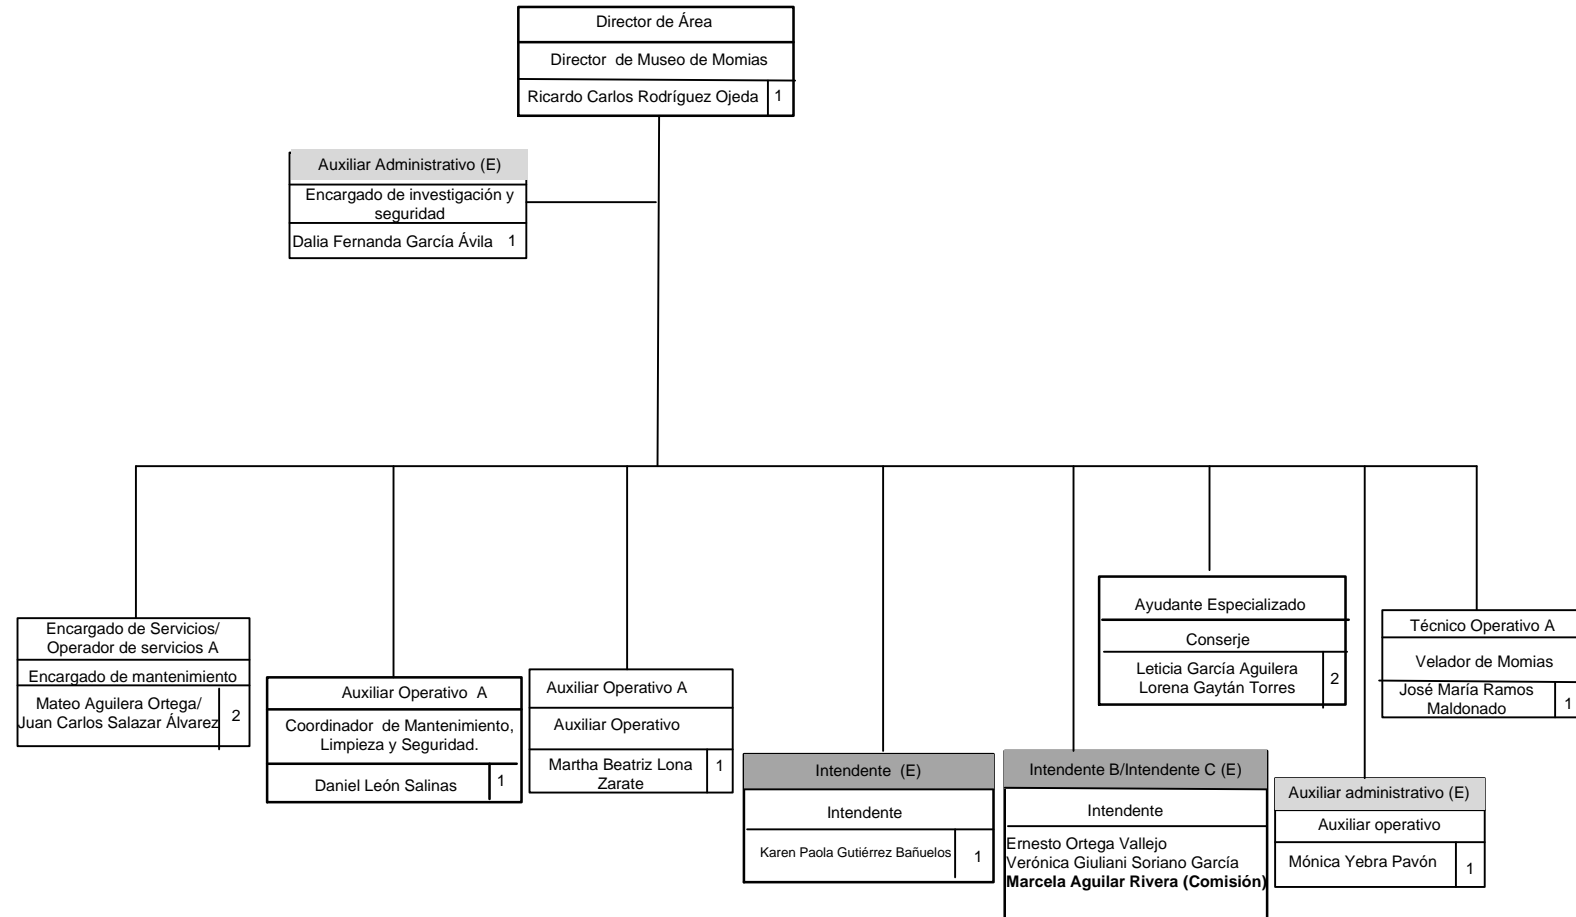 Director de Área
Director de Museo de Momias
Ricardo Carlos Rodríguez Ojeda 1
Auxiliar Administrativo (E)
Encargado de investigación y
seguridad
Dalia Fernanda García Ávila 1
Encargado de Servicios/
Operador de servicios A
Encargado de mantenimiento
Mateo Aguilera Ortega/
Juan Carlos Salazar Álvarez 2
Auxiliar Operativo A
Coordinador de Mantenimiento,
Limpieza y Seguridad.
Daniel León Salinas 1
Auxiliar Operativo A
Auxiliar Operativo
Martha Beatriz Lona 1
Zarate
Intendente (E)
Intendente
Karen Paola Gutiérrez Bañuelos 1
Intendente B/Intendente C (E)
Intendente
Ernesto Ortega Vallejo
Verónica Giuliani Soriano García
Marcela Aguilar Rivera (Comisión)
Ayudante Especializado
Conserje
Leticia García Aguilera
Lorena Gaytán Torres 2
Auxiliar administrativo (E)
Auxiliar operativo
Mónica Yebra Pavón 1
Técnico Operativo A
Velador de Momias
José María Ramos
Maldonado 1